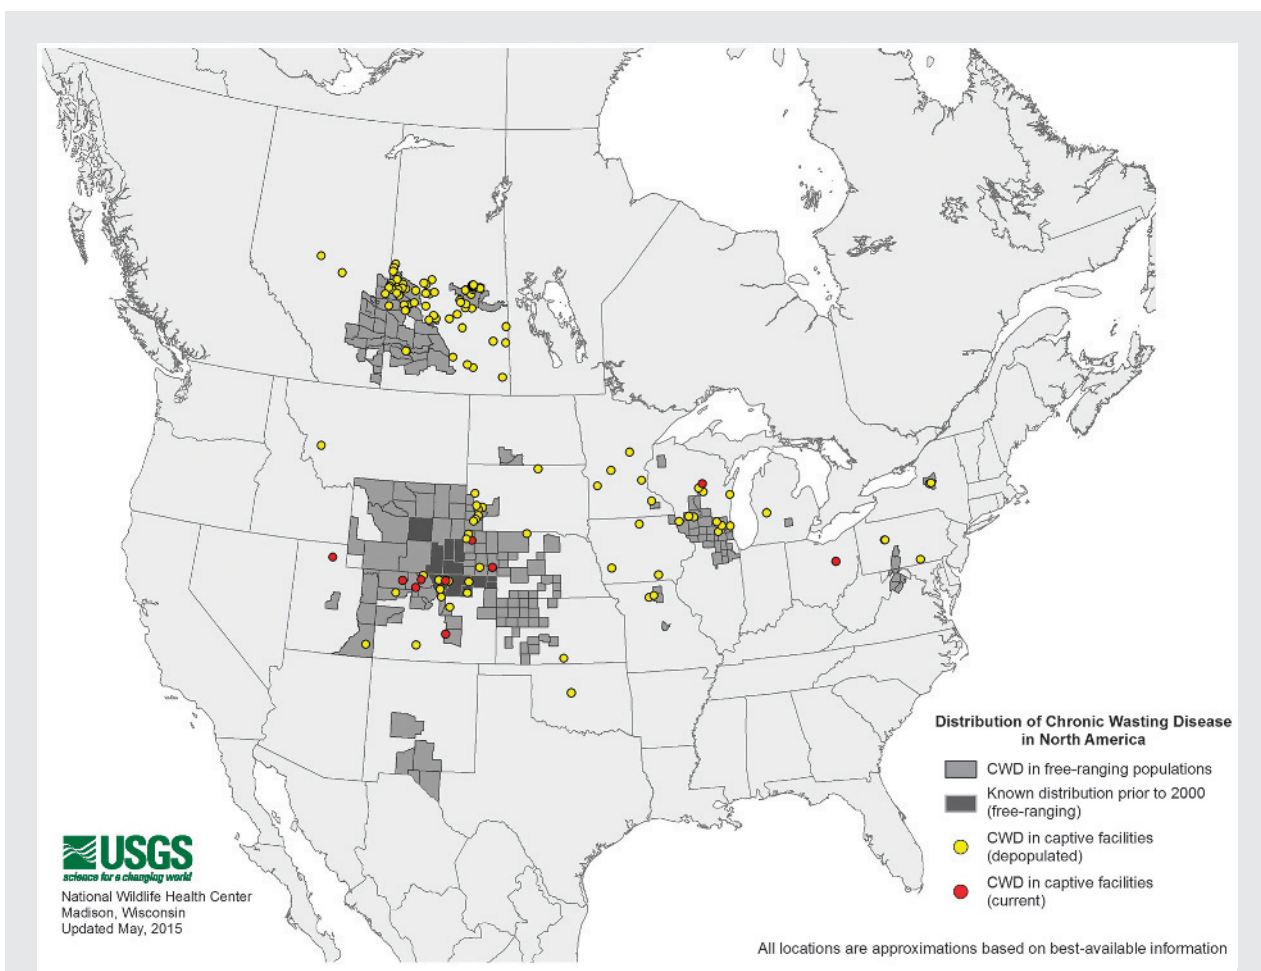 Distribution of Chronic Wasting Disease
in North America
CWD in free-ranging populations
Known distribution prior to 2000
(free-ranging)
CWD in captive facilities
(depopulated)
CWD in captive facilities
(current)
USGS
science for a changing world
National Wildlife Health Center
Madison, Wisconsin
Updated May, 2015
All locations are approximations based on best-available information